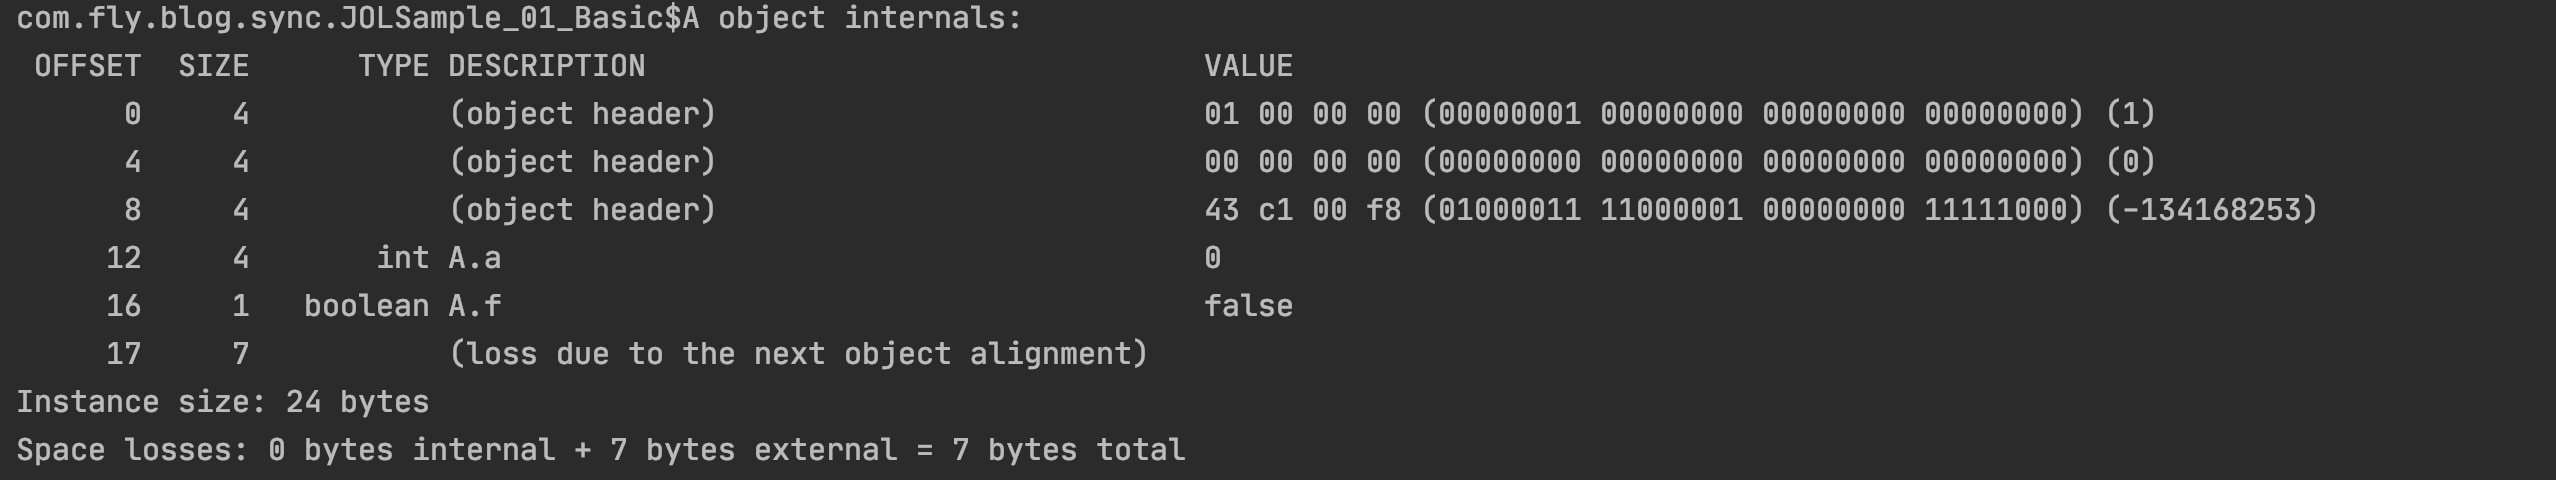 com.fly.blog.sync.JOLSample_01_Basic$A object internals:
 OFFSET  SIZE      TYPE DESCRIPTION                               VALUE
      0     4           (object header)                           01 00 00 00 (00000001 00000000 00000000 00000000) (1)
      4     4           (object header)                           00 00 00 00 (00000000 00000000 00000000 00000000) (0)
      8     4           (object header)                           43 c1 00 f8 (01000011 11000001 00000000 11111000) (-134168253)
     12     4       int A.a                                       0
     16     1   boolean A.f                                       false
     17     7           (loss due to the next object alignment)
Instance size: 24 bytes
Space losses: 0 bytes internal + 7 bytes external = 7 bytes total